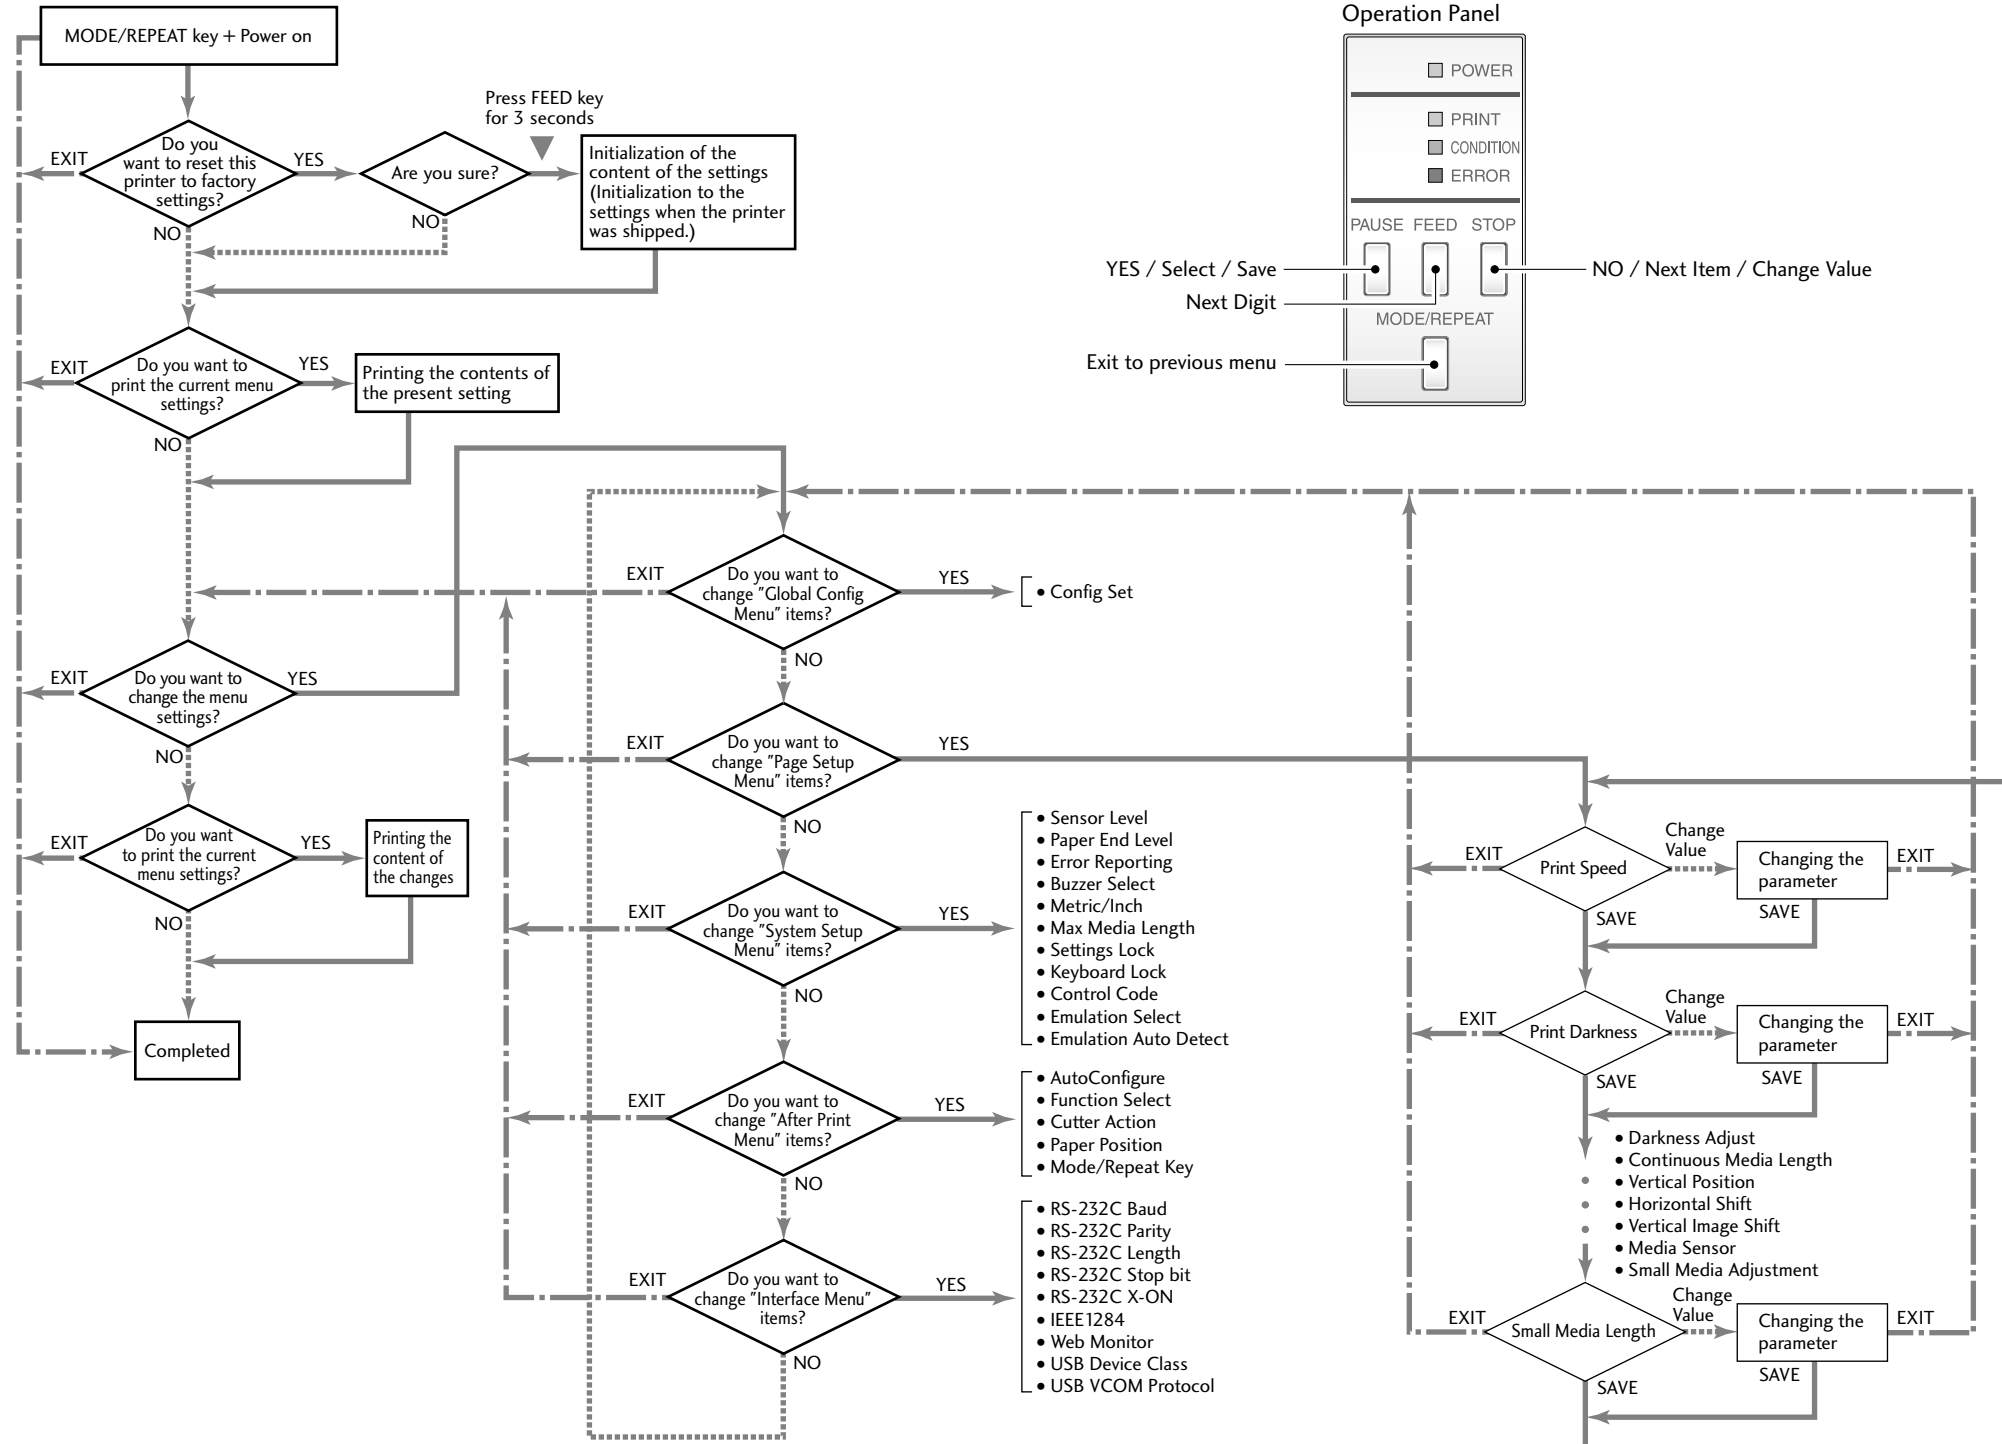 MODE/REPEAT key + Power on
Do you
want to reset this
printer to factory
settings?
EXIT
YES
NO
Are you sure?
NO
Press FEED key
for 3 seconds
Initialization of the
content of the settings
(Initialization to the
settings when the printer
was shipped.)
Do you want to
print the current menu
settings?
EXIT
YES
NO
Printing the contents of
the present setting
Do you want to
change the menu
settings?
EXIT
YES
NO
Do you want
to print the current
menu settings?
EXIT
YES
NO
Printing the
content of
the changes
Completed
Operation Panel
POWER
PRINT
CONDITION
ERROR
PAUSE FEED STOP
YES / Select / Save
Next Digit
NO / Next Item / Change Value
MODE/REPEAT
Exit to previous menu
EXIT
Do you want to
change "Global Config
Menu" items?
YES
NO
• Config Set
EXIT
Do you want to
change "Page Setup
Menu" items?
YES
NO
EXIT
Do you want to
change "System Setup
Menu" items?
YES
NO
• Sensor Level
• Paper End Level
• Error Reporting
• Buzzer Select
• Metric/Inch
• Max Media Length
• Settings Lock
• Keyboard Lock
• Control Code
• Emulation Select
• Emulation Auto Detect
EXIT
Do you want to
change "After Print
Menu" items?
YES
NO
• AutoConfigure
• Function Select
• Cutter Action
• Paper Position
• Mode/Repeat Key
EXIT
Do you want to
change "Interface Menu"
items?
YES
NO
• RS-232C Baud
• RS-232C Parity
• RS-232C Length
• RS-232C Stop bit
• RS-232C X-ON
• IEEE1284
• Web Monitor
• USB Device Class
• USB VCOM Protocol
EXIT
Print Speed
Change
Value
Changing the
parameter
EXIT
SAVE
SAVE
EXIT
Print Darkness
Change
Value
Changing the
parameter
EXIT
SAVE
SAVE
• Darkness Adjust
• Continuous Media Length
• Vertical Position
• Horizontal Shift
• Vertical Image Shift
• Media Sensor
• Small Media Adjustment
EXIT
Small Media Length
Change
Value
Changing the
parameter
EXIT
SAVE
SAVE